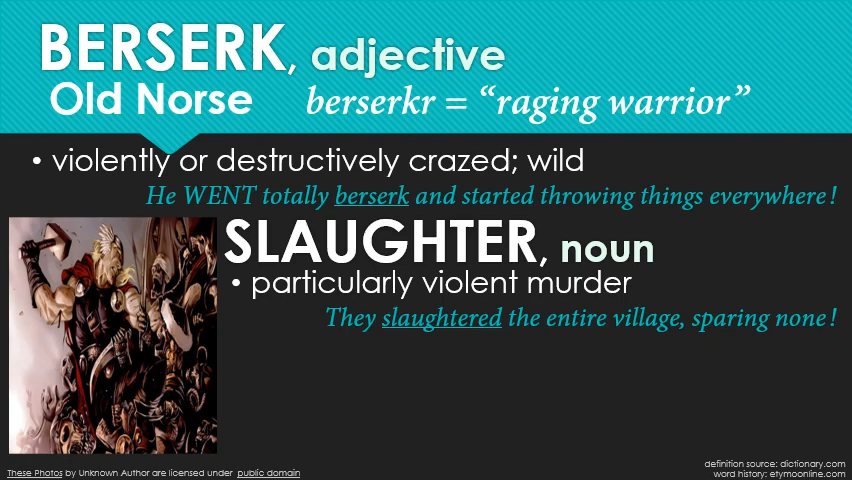 BERSERK, adjective
Old Norse berserkr = “raging warrior”
• violently or destructively crazed; wild
He WENT totally berserk and started throwing things everywhere!
SLAUGHTER, noun
• particularly violent murder
They slaughtered the entire village, sparing none!
These Photos by Unknown Author are licensed under public domain
definition source: dictionary.com
word history: etymoonline.com